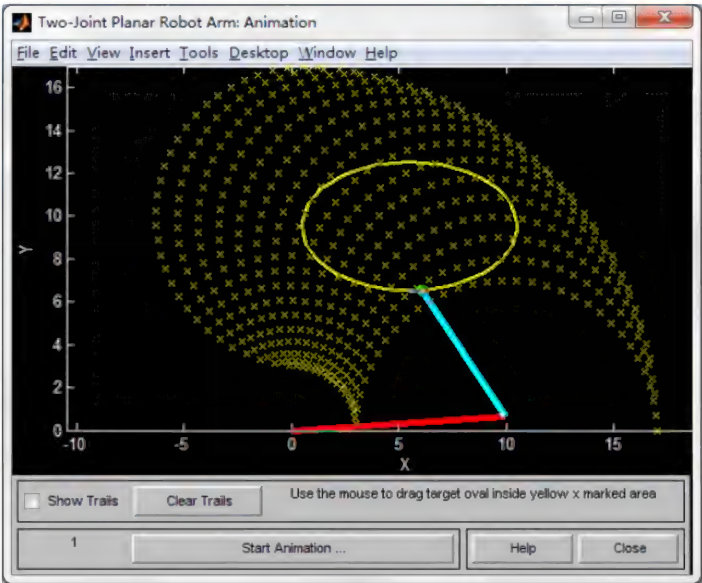 Two-Joint Planar Robot Arm: Animation
File Edit View Insert Tools Desktop Window Help
16
14
12
10
8
6
4
2
0
Y
-10 -5 0 5 10 15
X
Show Trails Clear Trails Use the mouse to drag target oval inside yellow x marked area
1 Start Animation ... Help Close